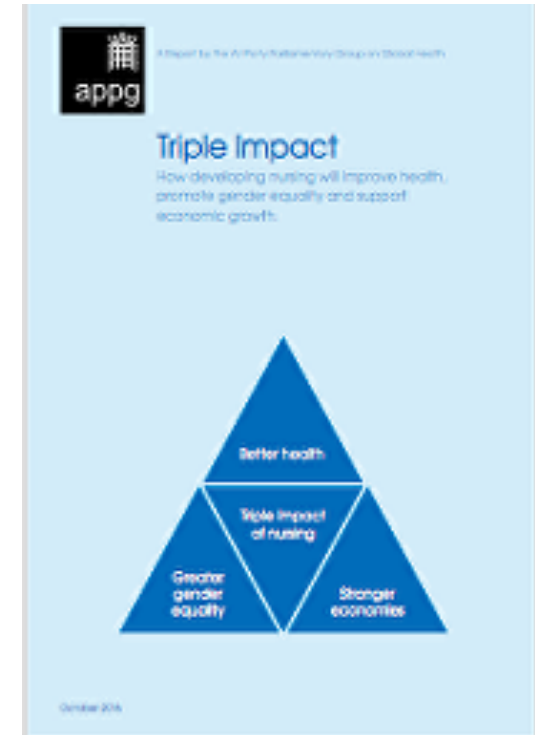 appg
A Report by the All Party Parliamentary Group on Global Health
Triple Impact
How developing nursing will improve health,
promote gender equality and support
economic growth.
Better health
Triple Impact
of nursing
Greater
gender
equality
Stronger
economies
October 2016